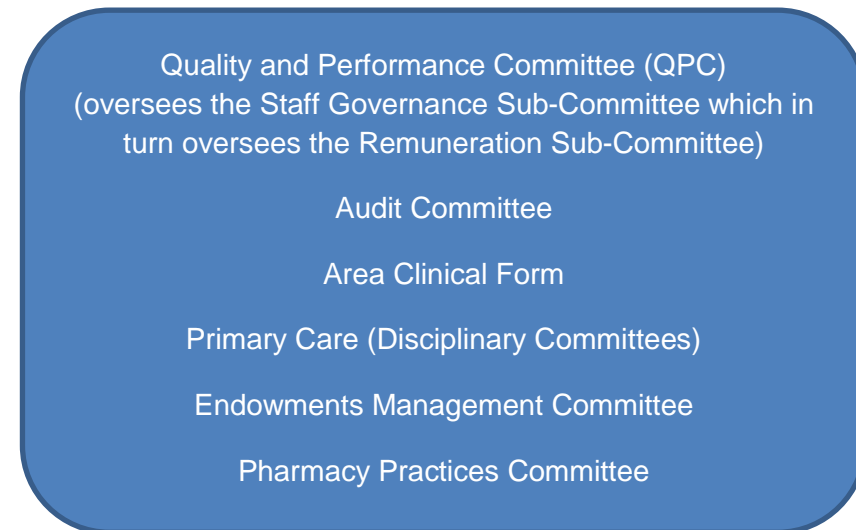 Quality and Performance Committee (QPC)
(oversees the Staff Governance Sub-Committee which in
turn oversees the Remuneration Sub-Committee)
Audit Committee
Area Clinical Form
Primary Care (Disciplinary Committees)
Endowments Management Committee
Pharmacy Practices Committee